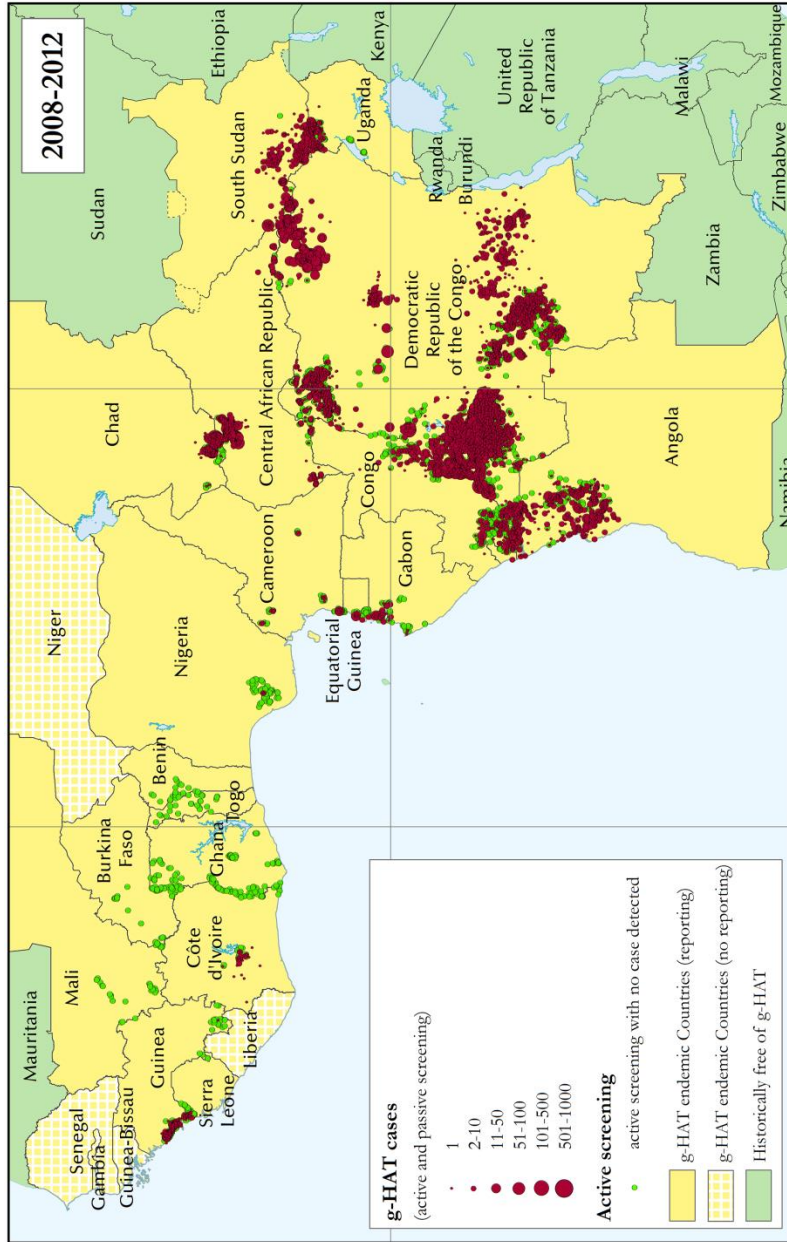 2008-2012
Mauritania
Mali
Niger
Chad
Sudan
Ethiopia
Senegal
Gambia
Guinea-Bissau
Guinea
Sierra
Leone
Liberia
Côte
d'Ivoire
Burkina
Faso
Ghana
Togo
Benin
Nigeria
Cameroon
Central African Republic
South Sudan
Equatorial
Guinea
Gabon
Congo
Democratic
Republic
of the Congo
Uganda
Kenya
Rwanda
Burundi
United
Republic
of Tanzania
Angola
Zambia
Malawi
Mozambique
Zimbabwe
Namibia
g-HAT cases
(active and passive screening)
1
2-10
11-50
51-100
101-500
501-1000
Active screening
active screening with no case detected
g-HAT endemic Countries (reporting)
g-HAT endemic Countries (no reporting)
Historically free of g-HAT